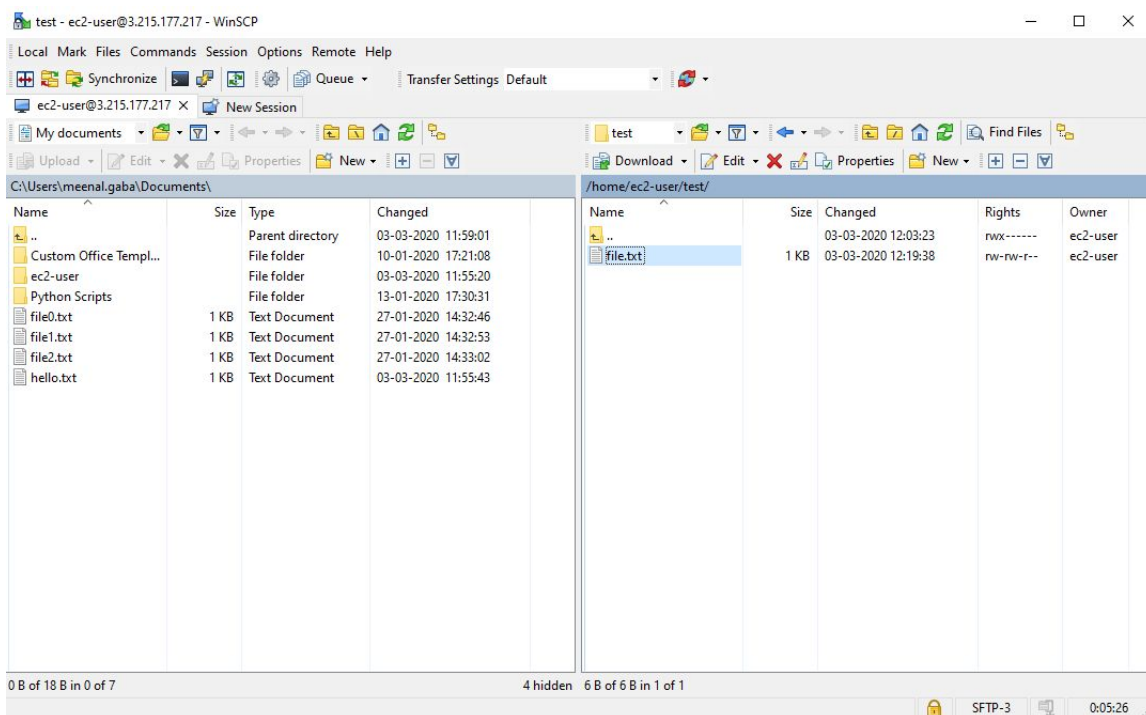 test - ec2-user@3.215.177.217 - WinSCP
Local Mark Files Commands Session Options Remote Help
Synchronize Queue Transfer Settings Default
ec2-user@3.215.177.217 New Session
My documents
Upload Edit Properties New
C:\Users\meenal.gaba\Documents\
Name Size Type Changed
.. Parent directory 03-03-2020 11:59:01
Custom Office Templ... File folder 10-01-2020 17:21:08
ec2-user File folder 03-03-2020 11:55:20
Python Scripts File folder 13-01-2020 17:30:31
file0.txt 1 KB Text Document 27-01-2020 14:32:46
file1.txt 1 KB Text Document 27-01-2020 14:32:53
file2.txt 1 KB Text Document 27-01-2020 14:33:02
hello.txt 1 KB Text Document 03-03-2020 11:55:43
test Find Files
Download Edit Properties New
/home/ec2-user/test/
Name Size Changed Rights Owner
.. 03-03-2020 12:03:23 rwx------ ec2-user
file.txt 1 KB 03-03-2020 12:19:38 rw-rw-r-- ec2-user
0 B of 18 B in 0 of 7 4 hidden 6 B of 6 B in 1 of 1
SFTP-3 0:05:26